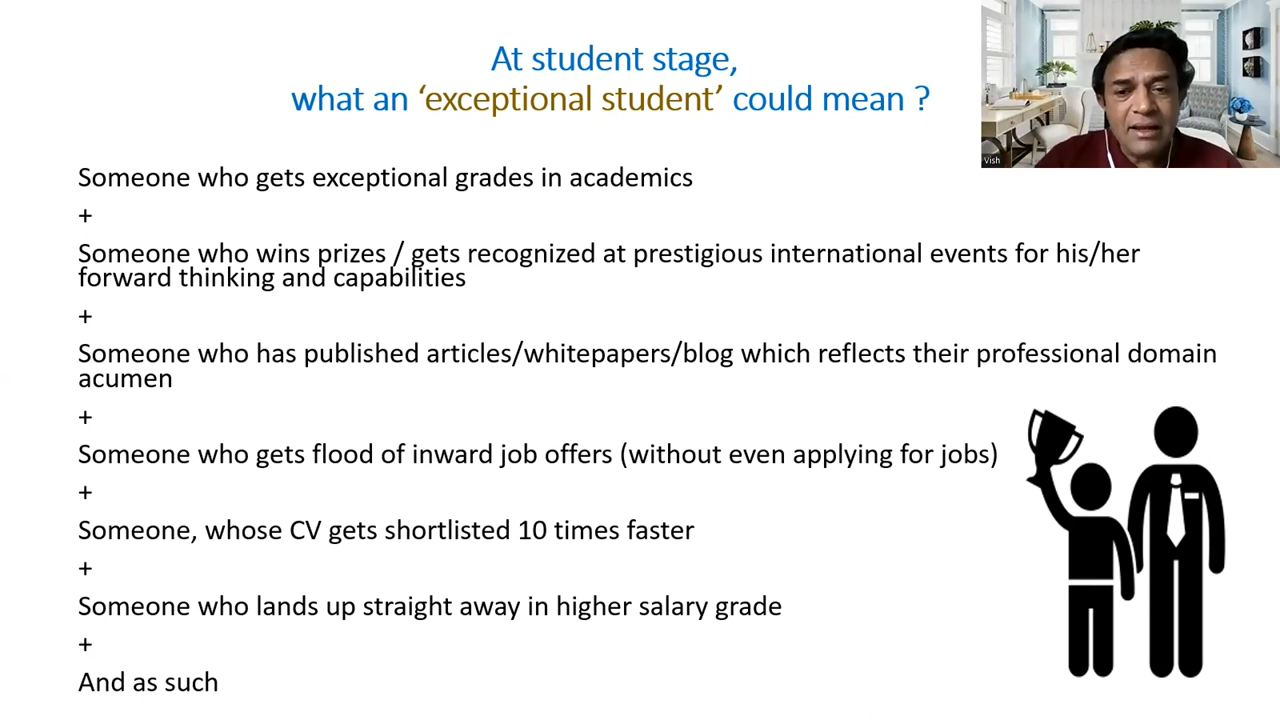 At student stage,
what an ‘exceptional student’ could mean ?
Vish
Someone who gets exceptional grades in academics
+
Someone who wins prizes / gets recognized at prestigious international events for his/her
forward thinking and capabilities
+
Someone who has published articles/whitepapers/blog which reflects their professional domain
acumen
+
Someone who gets flood of inward job offers (without even applying for jobs)
+
Someone, whose CV gets shortlisted 10 times faster
+
Someone who lands up straight away in higher salary grade
+
And as such